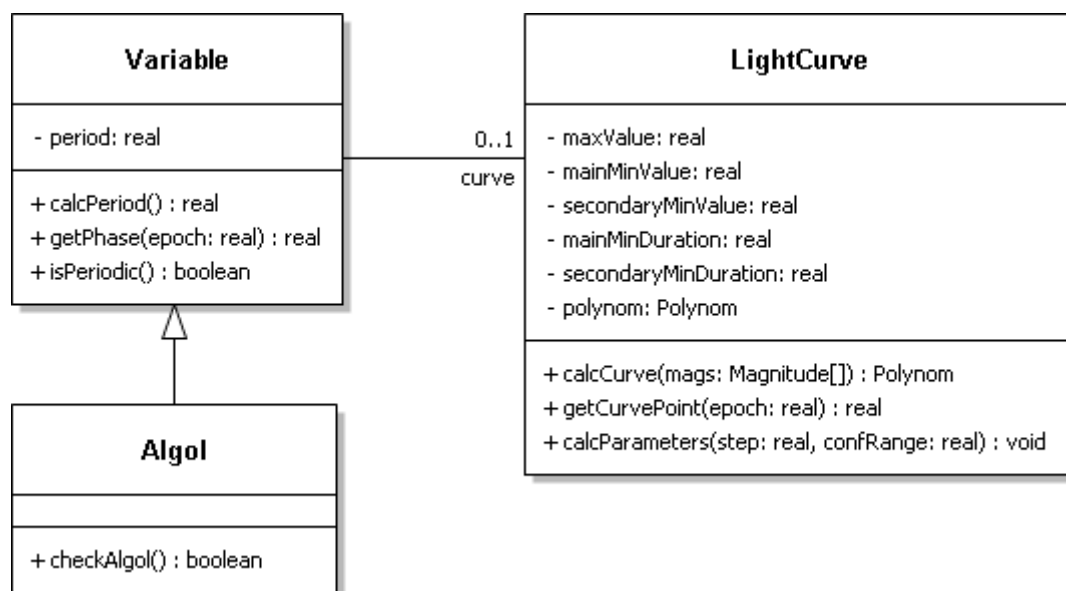 Variable
- period: real
+ calcPeriod() : real
+ getPhase(epoch: real) : real
+ isPeriodic() : boolean
0..1
curve
LightCurve
- maxValue: real
- mainMinValue: real
- secondaryMinValue: real
- mainMinDuration: real
- secondaryMinDuration: real
- polynom: Polynom
+ calcCurve(mags: Magnitude[]) : Polynom
+ getCurvePoint(epoch: real) : real
+ calcParameters(step: real, confRange: real) : void
Algol
+ checkAlgol() : boolean